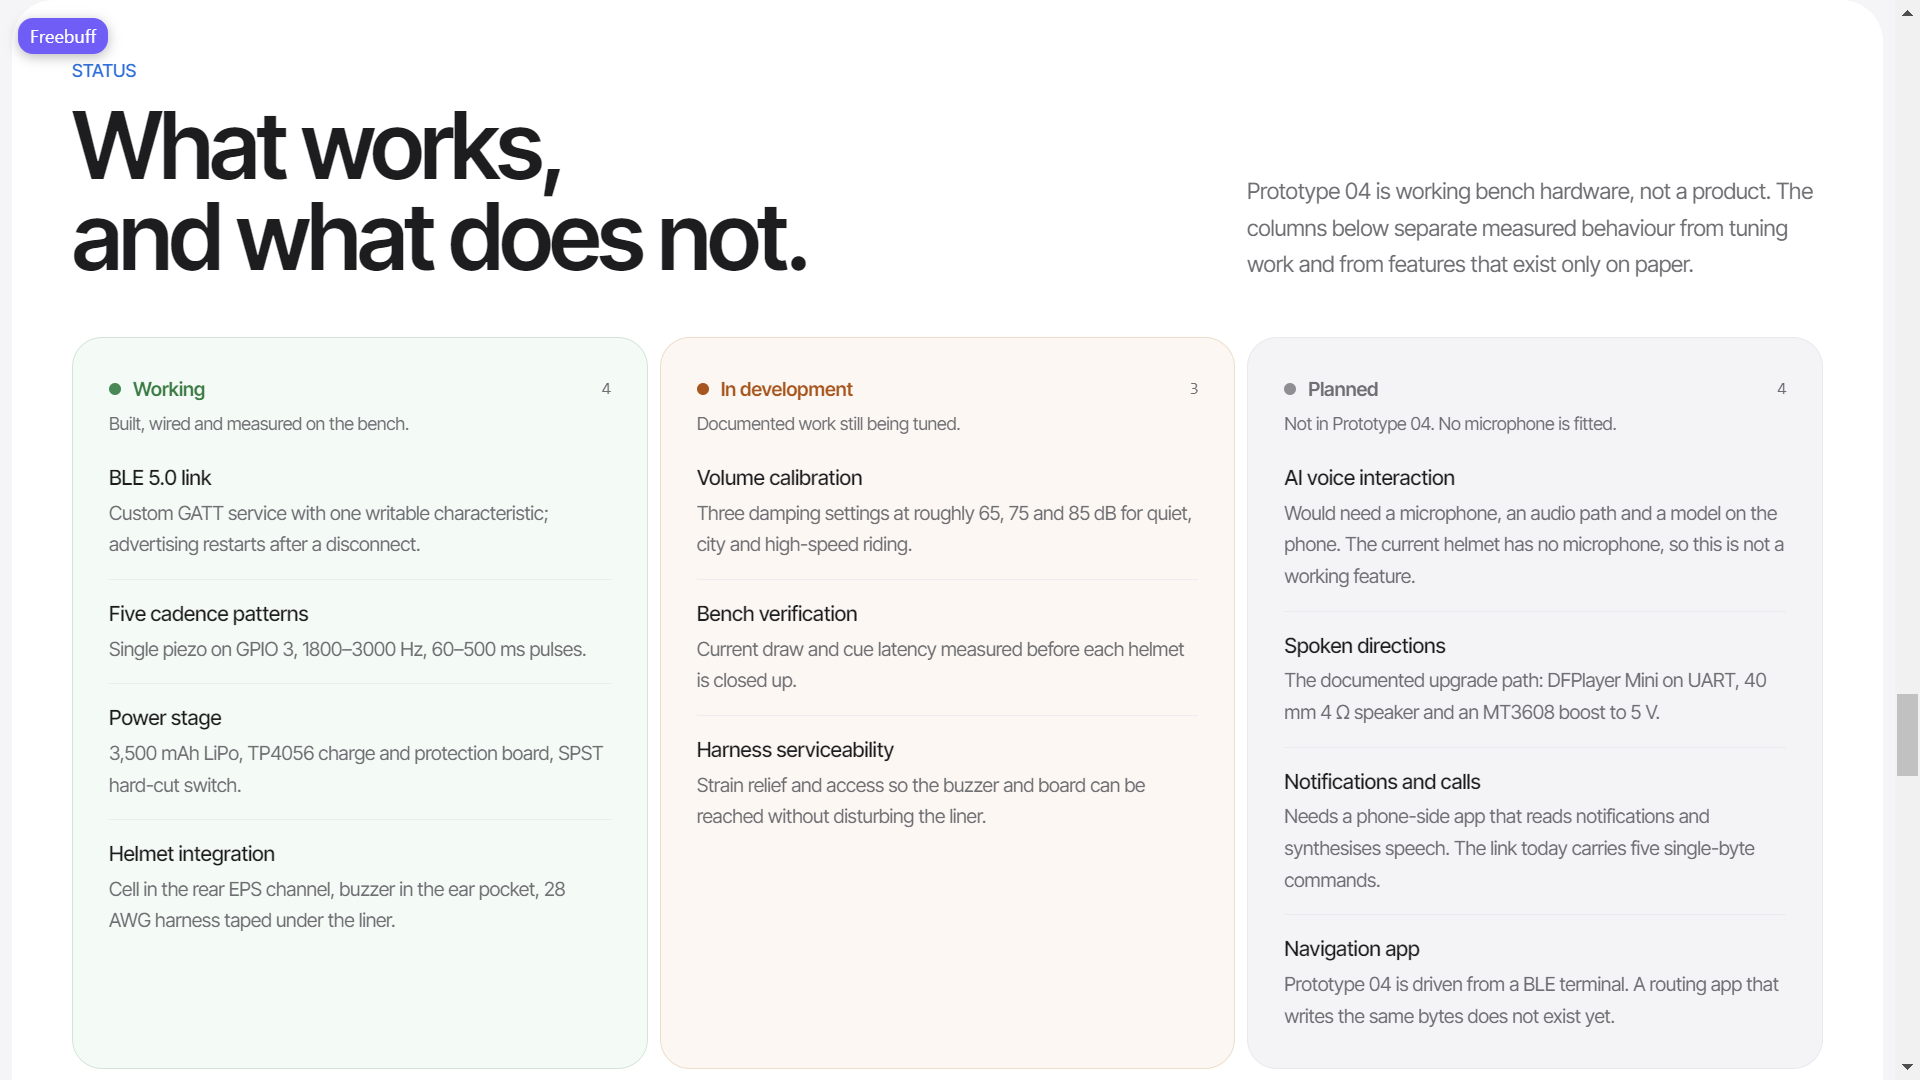 Freebuff
STATUS
What works,
and what does not.
Prototype 04 is working bench hardware, not a product. The
columns below separate measured behaviour from tuning
work and from features that exist only on paper.
Working
4
Built, wired and measured on the bench.
BLE 5.0 link
Custom GATT service with one writable characteristic;
advertising restarts after a disconnect.
Five cadence patterns
Single piezo on GPIO 3, 1800–3000 Hz, 60–500 ms pulses.
Power stage
3,500 mAh LiPo, TP4056 charge and protection board, SPST
hard-cut switch.
Helmet integration
Cell in the rear EPS channel, buzzer in the ear pocket, 28
AWG harness taped under the liner.
In development
3
Documented work still being tuned.
Volume calibration
Three damping settings at roughly 65, 75 and 85 dB for quiet,
city and high-speed riding.
Bench verification
Current draw and cue latency measured before each helmet
is closed up.
Harness serviceability
Strain relief and access so the buzzer and board can be
reached without disturbing the liner.
Planned
4
Not in Prototype 04. No microphone is fitted.
AI voice interaction
Would need a microphone, an audio path and a model on the
phone. The current helmet has no microphone, so this is not a
working feature.
Spoken directions
The documented upgrade path: DFPlayer Mini on UART, 40
mm 4 Ω speaker and an MT3608 boost to 5 V.
Notifications and calls
Needs a phone-side app that reads notifications and
synthesises speech. The link today carries five single-byte
commands.
Navigation app
Prototype 04 is driven from a BLE terminal. A routing app that
writes the same bytes does not exist yet.